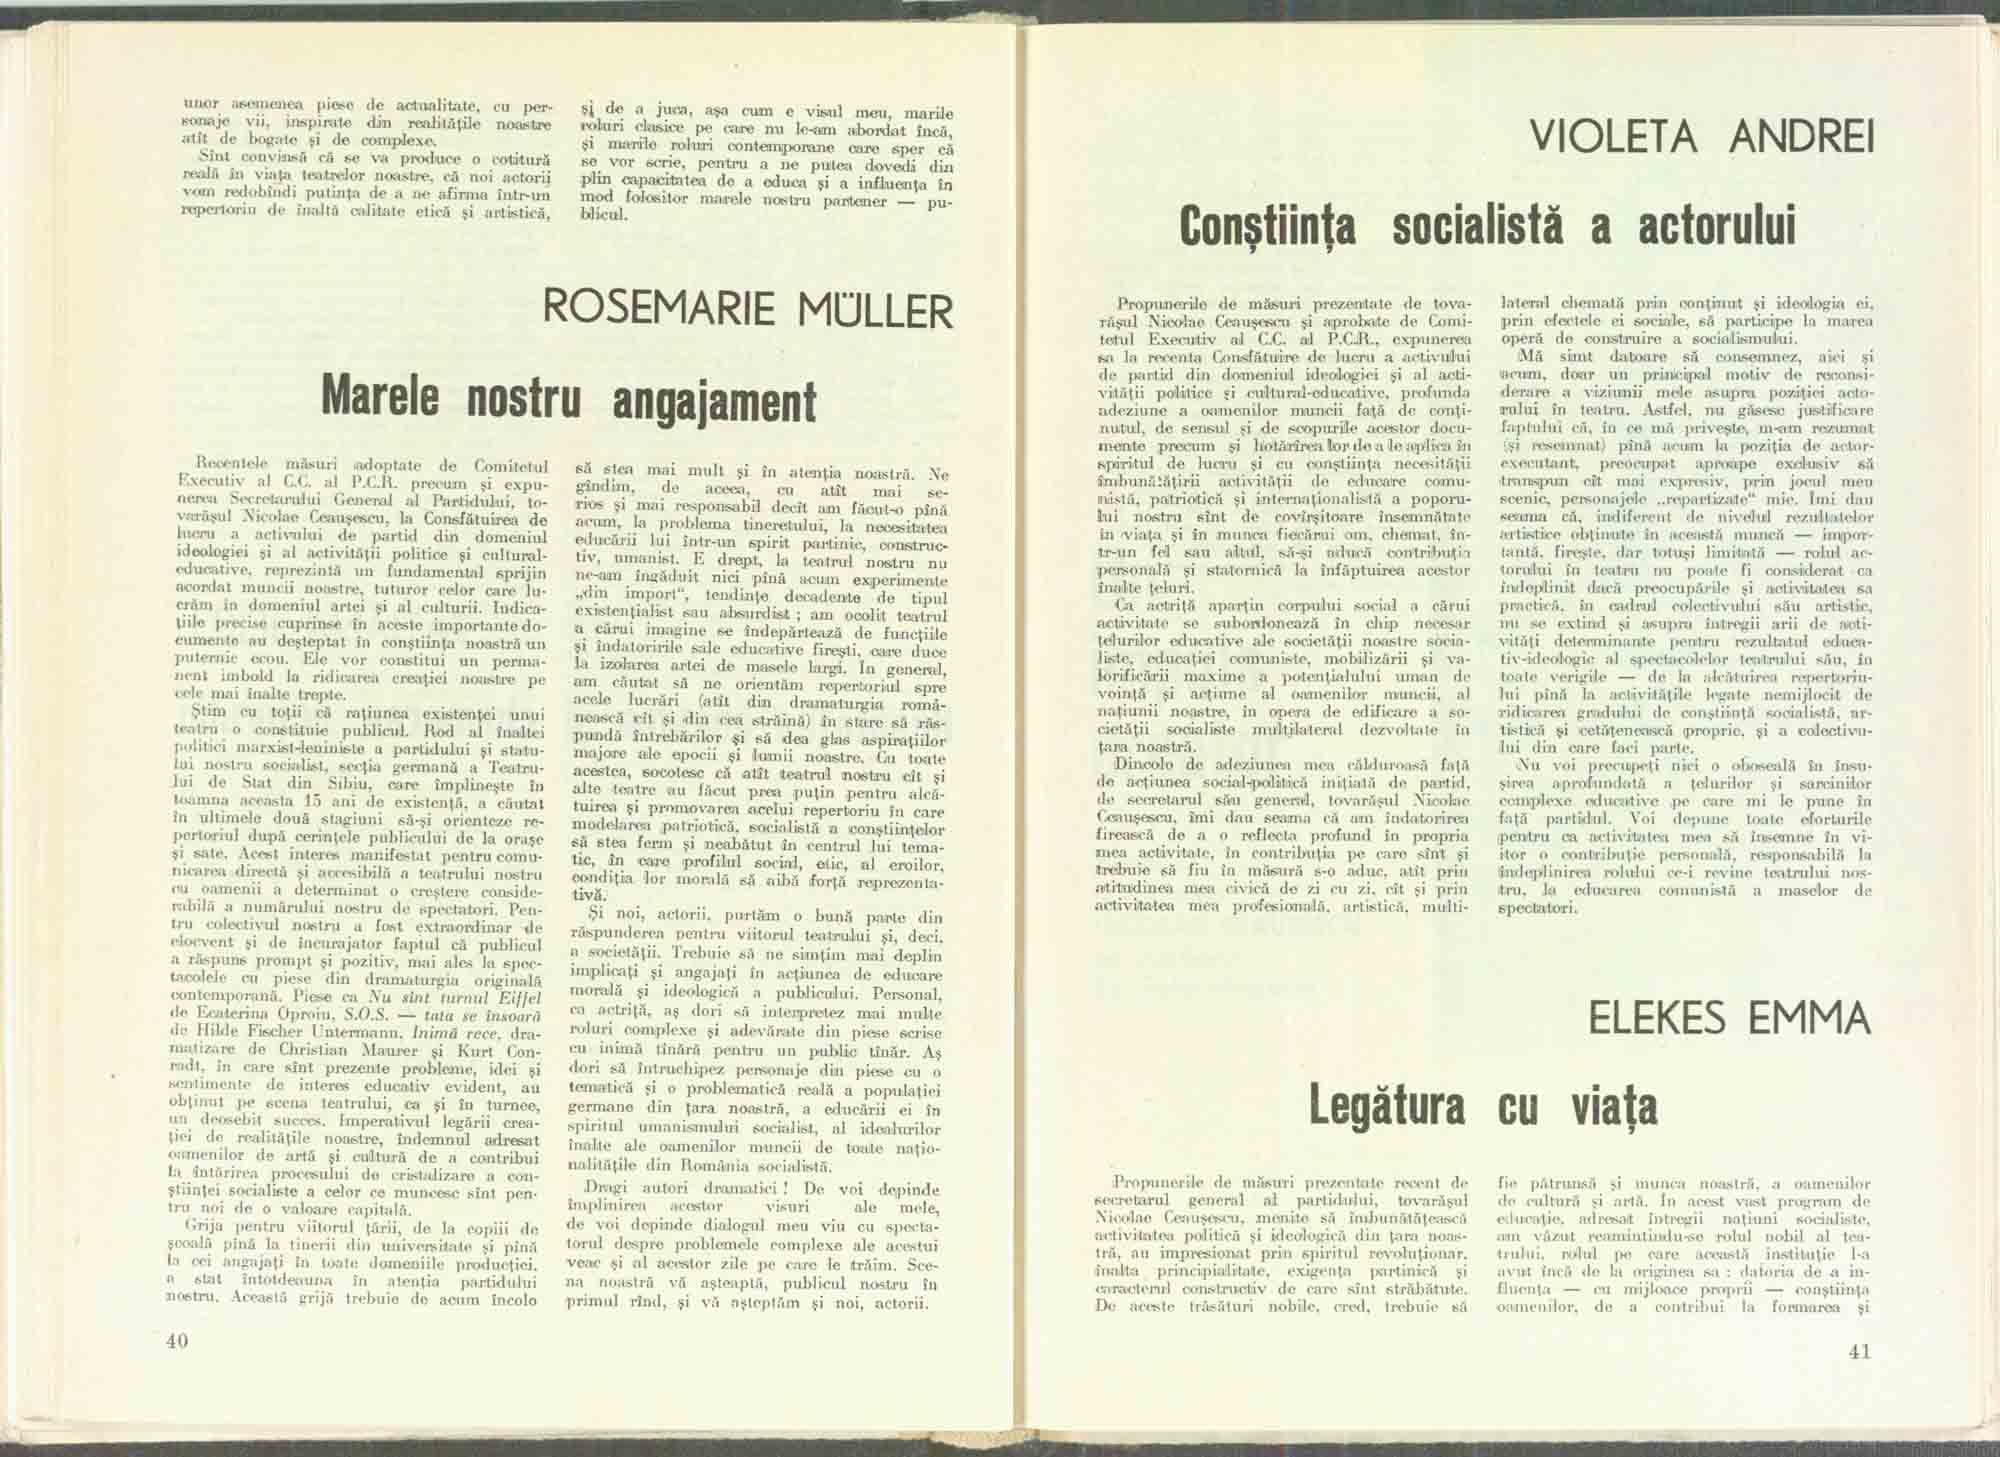 unor asemenea piese de actualitate, cu per-
sonaje vii, inspirate din realitățile noastre
atît de bogate și de complexe.
Sînt convinsă că se va produce o cotitură
reală în viața teatrelor noastre, că noi actorii
vom redobîndi putința de a ne afirma într-un
repertoriu de înaltă calitate etică și artistică,
și de a juca, așa cum e visul meu, marile
roluri clasice pe care nu le-am abordat încă,
și marile roluri contemporane care sper că
se vor scrie, pentru a ne putea dovedi din
plin capacitatea de a educa și a influența în
mod folositor marele nostru partener — pu-
blicul.
ROSEMARIE MÜLLER
Marele nostru angajament
Recentele măsuri adoptate de Comitetul
Executiv al C.C. al P.C.R. precum și expu-
nerea Secretarului General al Partidului, to-
varășul Nicolae Ceaușescu, la Consfătuirea de
lucru a activului de partid din domeniul
ideologiei și al activității politice și cultural-
educative, reprezintă un fundamental sprijin
acordat muncii noastre, tuturor celor care lu-
crăm în domeniul artei și al culturii. Indica-
țiile precise cuprinse în aceste importante do-
cumente au deșteptat în conștiința noastră un
puternic ecou. Ele vor constitui un perma-
nent imbold la ridicarea creației noastre pe
cele mai înalte trepte.
Știm cu toții că rațiunea existenței unui
teatru o constituie publicul. Rod al înaltei
politici marxist-leniniste a partidului și statu-
lui nostru socialist, secția germană a Teatru-
lui de Stat din Sibiu, care împlinește în
toamna aceasta 15 ani de existență, a căutat
în ultimele două stagiuni să-și orienteze re-
pertoriul după cerințele publicului de la orașe
și sate. Acest interes manifestat pentru comu-
nicarea directă și accesibilă a teatrului nostru
cu oamenii a determinat o creștere conside-
rabilă a numărului nostru de spectatori. Pen-
tru colectivul nostru a fost extraordinar de
elocvent și de încurajator faptul că publicul
a răspuns prompt și pozitiv, mai ales la spec-
tacolele cu piese din dramaturgia originală
contemporană. Piese ca Nu sînt turnul Eiffel
de Ecaterina Oproiu, S.O.S. — tata se însoară
de Hilde Fischer Untermann, Inimă rece, dra-
matizare de Christian Maurer și Kurt Con-
radt, în care sînt prezente probleme, idei și
sentimente de interes educativ evident, au
obținut pe scena teatrului, ca și în turnee,
un deosebit succes. Imperativul legării crea-
ției de realitățile noastre, îndemnul adresat
oamenilor de artă și cultură de a contribui
la întărirea procesului de cristalizare a con-
științei socialiste a celor ce muncesc sînt pen-
tru noi de o valoare capitală.
Grija pentru viitorul țării, de la copiii de
școală pînă la tinerii din universitate și pînă
la cei angajați în toate domeniile producției,
a stat întotdeauna în atenția partidului
nostru. Această grijă trebuie de acum încolo
să stea mai mult și în atenția noastră. Ne
gîndim, de aceea, cu atît mai se-
rios și mai responsabil decît am făcut-o pînă
acum, la problema tineretului, la necesitatea
educării lui într-un spirit partinic, construc-
tiv, umanist. E drept, la teatrul nostru nu
ne-am îngăduit nici pînă acum experimente
„din import“, tendințe decadente de tipul
existențialist sau absurdist ; am ocolit teatrul
a cărui imagine se îndepărtează de funcțiile
și îndatoririle sale educative firești, care duce
la izolarea artei de masele largi. În general,
am căutat să ne orientăm repertoriul spre
acele lucrări (atît din dramaturgia romă-
nească cît și din cea străină) în stare să răs-
pundă întrebărilor și să dea glas aspirațiilor
majore ale epocii și lumii noastre. Cu toate
acestea, socotesc că atît teatrul nostru cît și
alte teatre au făcut prea puțin pentru alcă-
tuirea și promovarea acelui repertoriu în care
modelarea patriotică, socialistă a conștiințelor
să stea ferm și neabătut în centrul lui tema-
tic, în care profilul social, etic, al eroilor,
condiția lor morală să aibă forță reprezenta-
tivă.
Și noi, actorii, purtăm o bună parte din
răspunderea pentru viitorul teatrului și, deci,
a societății. Trebuie să ne simțim mai deplin
implicați și angajați în acțiunea de educare
morală și ideologică a publicului. Personal,
ca actriță, aș dori să interpretez mai multe
roluri complexe și adevărate din piese scrise
cu inimă tînără pentru un public tînăr. Aș
dori să întruchipez personaje din piese cu o
tematică și o problematică reală a populației
germane din țara noastră, a educării ei în
spiritul umanismului socialist, al idealurilor
înalte ale oamenilor muncii de toate națio-
nalitățile din România socialistă.
Dragi autori dramatici ! De voi depinde
împlinirea acestor visuri ale mele,
de voi depinde dialogul meu viu cu specta-
torul despre problemele complexe ale acestui
veac și al acestor zile pe care le trăim. Sce-
na noastră vă așteaptă, publicul nostru în
primul rînd, și vă așteptăm și noi, actorii.
40
VIOLETA ANDREI
Conștiința socialistă a actorului
Propunerile de măsuri prezentate de tova-
rășul Nicolae Ceaușescu și aprobate de Comi-
tetul Executiv al C.C. al P.C.R., expunerea
sa la recenta Consfătuire de lucru a activului
de partid din domeniul ideologiei și al acti-
vității politice și cultural-educative, profunda
adeziune a oamenilor muncii față de conți-
nutul, de sensul și de scopurile acestor docu-
mente precum și hotărîrea lor de a le aplica în
spiritul de lucru și cu conștiința necesității
îmbunătățirii activității de educare comu-
nistă, patriotică și internaționalistă a poporu-
lui nostru sînt de covîrșitoare însemnătate
în viața și în munca fiecărui om, chemat, în-
tr-un fel sau altul, să-și aducă contribuția
personală și statornică la înfăptuirea acestor
înalte țeluri.
Ca actriță aparțin corpului social a cărui
activitate se subordonează în chip necesar
țelurilor educative ale societății noastre socia-
liste, educației comuniste, mobilizării și va-
lorificării maxime a potențialului uman de
voință și acțiune al oamenilor muncii, al
națiunii noastre, în opera de edificare a so-
cietății socialiste multilateral dezvoltate în
țara noastră.
Dincolo de adeziunea mea călduroasă față
de acțiunea social-politică inițiată de partid,
de secretarul său general, tovarășul Nicolae
Ceaușescu, îmi dau seama că am îndatorirea
firească de a o reflecta profund în propria
mea activitate, în contribuția pe care sînt și
trebuie să fiu în măsură s-o aduc, atît prin
atitudinea mea civică de zi cu zi, cît și prin
activitatea mea profesională, artistică, multi-
lateral chemată prin conținut și ideologia ei,
prin efectele ei sociale, să participe la marea
operă de construire a socialismului.
Mă simt datoare să consemnez, aici și
acum, doar un principal motiv de reconsi-
derare a viziunii mele asupra poziției acto-
rului în teatru. Astfel, nu găsesc justificare
faptului că, în ce mă privește, m-am rezumat
(și resemnat) pînă acum la poziția de actor-
executant, preocupat aproape exclusiv să
transpun cît mai expresiv, prin jocul meu
scenic, personajele „repartizate“ mie. Îmi dau
seama că, indiferent de nivelul rezultatelor
artistice obținute în această muncă — impor-
tantă, firește, dar totuși limitată — rolul ac-
torului în teatru nu poate fi considerat ca
îndeplinit dacă preocupările și activitatea sa
practică, în cadrul colectivului său artistic,
nu se extind și asupra întregii arii de acti-
vități determinante pentru rezultatul educa-
tiv-ideologic al spectacolelor teatrului său, în
toate verigile — de la alcătuirea repertoriu-
lui pînă la activitățile legate nemijlocit de
ridicarea gradului de conștiință socialistă, ar-
tistică și cetățenească proprie, și a colectivu-
lui din care faci parte.
Nu voi precupeți nici o oboseală în însu-
șirea aprofundată a țelurilor și sarcinilor
complexe educative pe care mi le pune în
față partidul. Voi depune toate eforturile
pentru ca activitatea mea să însemne în vi-
itor o contribuție personală, responsabilă la
îndeplinirea rolului ce-i revine teatrului nos-
tru, la educarea comunistă a maselor de
spectatori.
ELEKES EMMA
Legătura cu viața
Propunerile de măsuri prezentate recent de
secretarul general al partidului, tovarășul
Nicolae Ceaușescu, menite să îmbunătățească
activitatea politică și ideologică din țara noas-
tră, au impresionat prin spiritul revoluționar,
înalta principialitate, exigența partinică și
caracterul constructiv de care sînt străbătute.
De aceste trăsături nobile, cred, trebuie să
fie pătrunsă și munca noastră, a oamenilor
de cultură și artă. În acest vast program de
educație, adresat întregii națiuni socialiste,
am văzut reamintindu-se rolul nobil al tea-
trului, rolul pe care această instituție l-a
avut încă de la originea sa : datoria de a in-
fluența — cu mijloace proprii — conștiința
oamenilor, de a contribui la formarea și
41